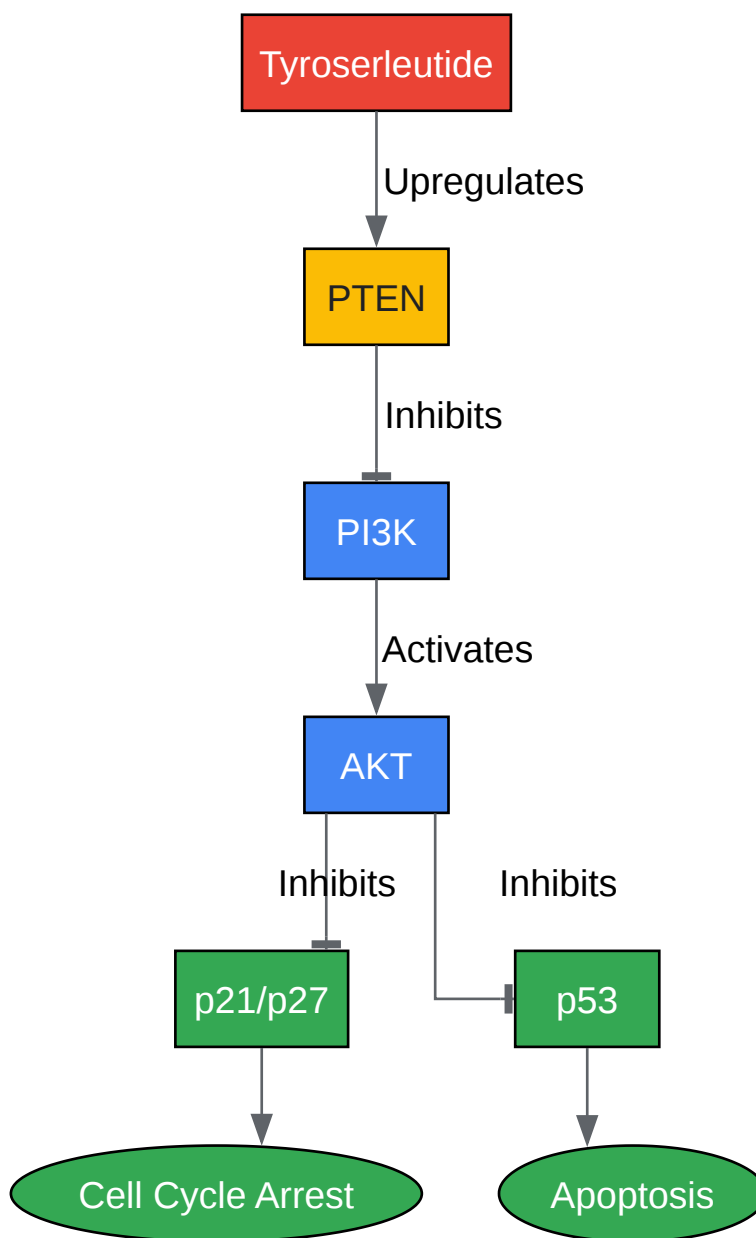 Tyroserleutide
Upregulates
PTEN
Inhibits
PI3K
Activates
AKT
Inhibits
Inhibits
p21/p27
p53
Cell Cycle Arrest
Apoptosis